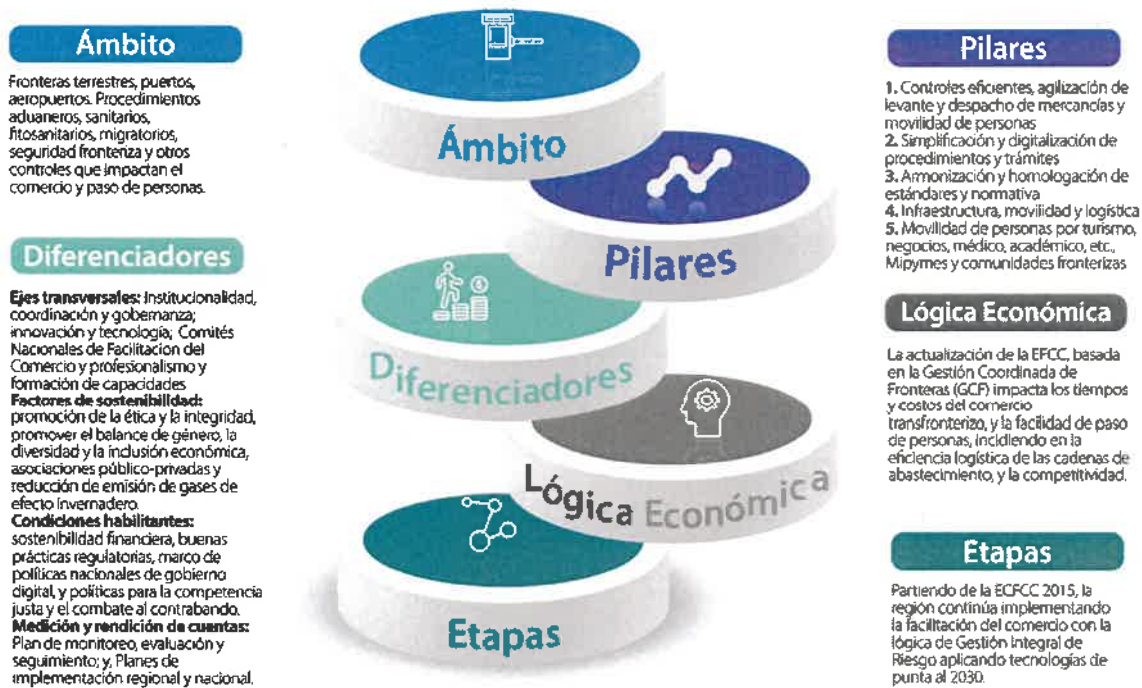 Ámbito
Fronteras terrestres, puertos,
aeropuertos. Procedimientos
aduaneros, sanitarios,
fitosanitarios, migratorios,
seguridad fronteriza y otros
controles que impactan el
comercio y paso de personas.
Diferenciadores
Ejes transversales: Institucionalidad,
coordinación y gobernanza;
innovación y tecnología; Comités
Nacionales de Facilitacion del
Comercio y profesionalismo y
formación de capacidades
Factores de sostenibilidad:
promoción de la ética y la integridad,
promover el balance de género, la
diversidad y la inclusión económica,
asociaciones público-privadas y
reducción de emisión de gases de
efecto invernadero.
Condiciones habilitantes:
sostenibilidad financiera, buenas
prácticas regulatorias, marco de
políticas nacionales de gobierno
digital, y políticas para la competencia
justa y el combate al contrabando.
Medición y rendición de cuentas:
Plan de monitoreo, evaluación y
seguimiento; y, Planes de
implementación regional y nacional.
Ámbito
Pilares
Diferenciadores
Lógica Económica
Etapas
Pilares
1. Controles eficientes, agilización de
levante y despacho de mercancías y
movilidad de personas
2. Simplificación y digitalización de
procedimientos y trámites
3. Armonización y homologación de
estándares y normativa
4. Infraestructura, movilidad y logística
5. Movilidad de personas por turismo,
negocios, médico, académico, etc.,
Mipymes y comunidades fronterizas
Lógica Económica
La actualización de la EFCC, basada
en la Gestión Coordinada de
Fronteras (GCF) impacta los tiempos
y costos del comercio
transfronterizo, y la facilidad de paso
de personas, incidiendo en la
eficiencia logística de las cadenas de
abastecimiento, y la competitividad.
Etapas
Partiendo de la ECFCC 2015, la
región continúa implementando
la facilitación del comercio con la
lógica de Gestión Integral de
Riesgo aplicando tecnologías de
punta al 2030.